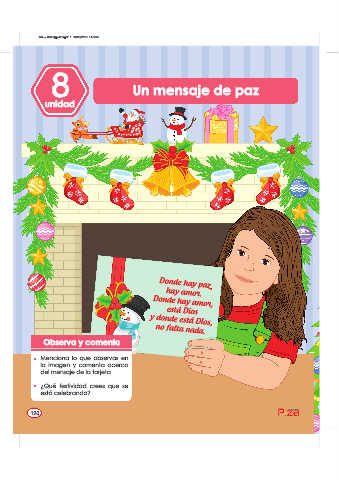 8
unidad
Un mensaje de paz
Donde hay paz,
hay amor.
Donde hay amor,
está Dios
y donde está Dios,
no falta nada.
Observa y comenta
• Menciona lo que observas en
la imagen y comenta acerca
del mensaje de la tarjeta
• ¿Qué festividad crees que se
está celebrando?
P.za